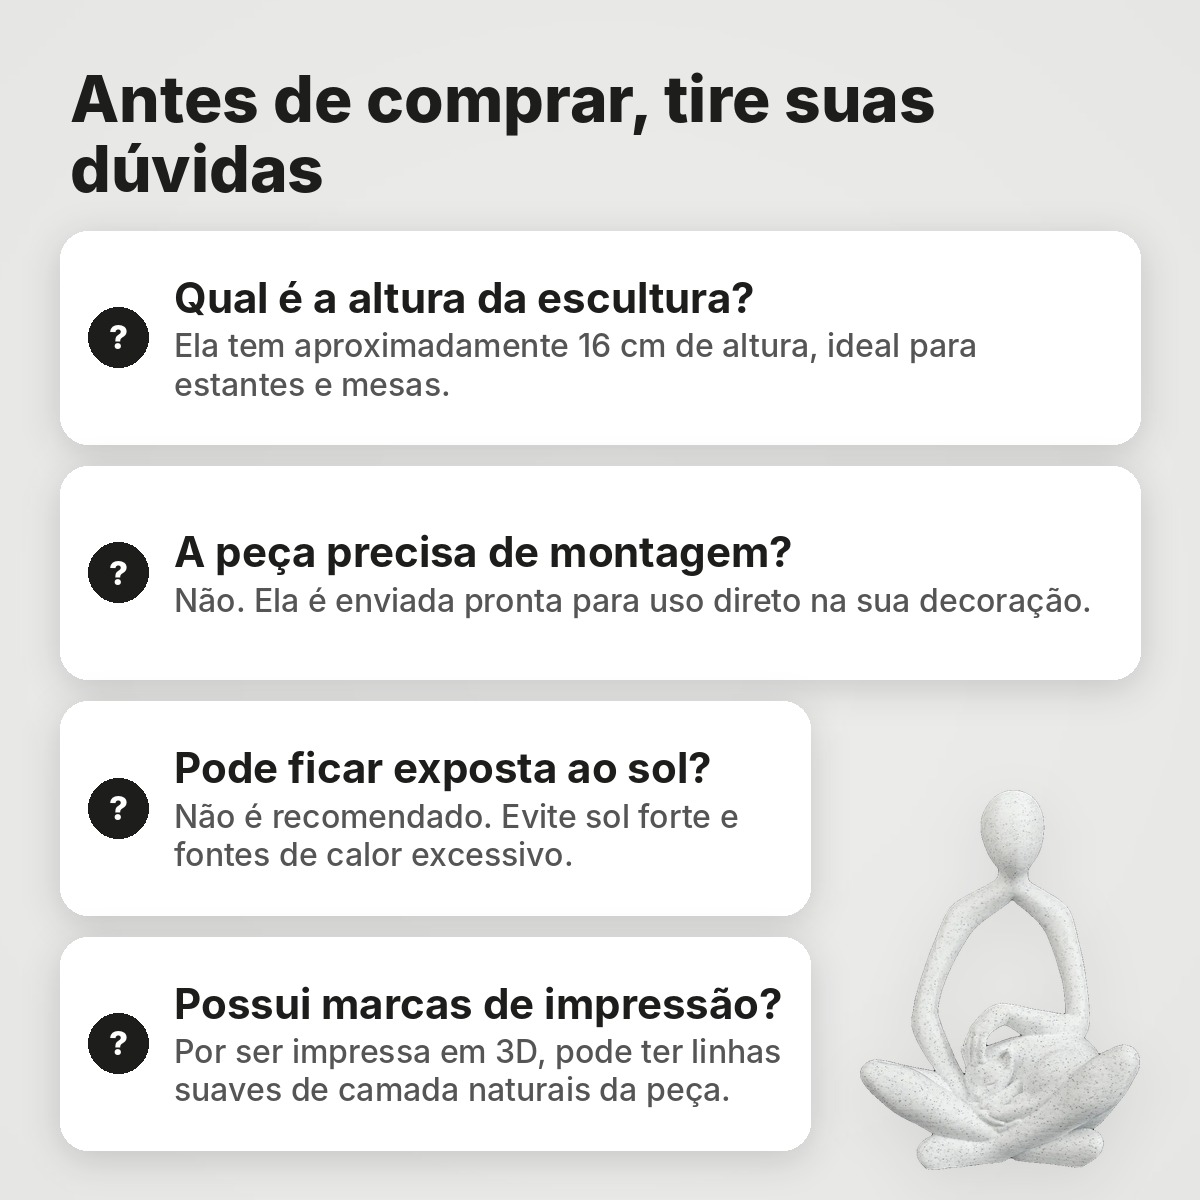 Antes de comprar, tire suas
dúvidas
?
Qual é a altura da escultura?
Ela tem aproximadamente 16 cm de altura, ideal para
estantes e mesas.
?
A peça precisa de montagem?
Não. Ela é enviada pronta para uso direto na sua decoração.
?
Pode ficar exposta ao sol?
Não é recomendado. Evite sol forte e
fontes de calor excessivo.
?
Possui marcas de impressão?
Por ser impressa em 3D, pode ter linhas
suaves de camada naturais da peça.